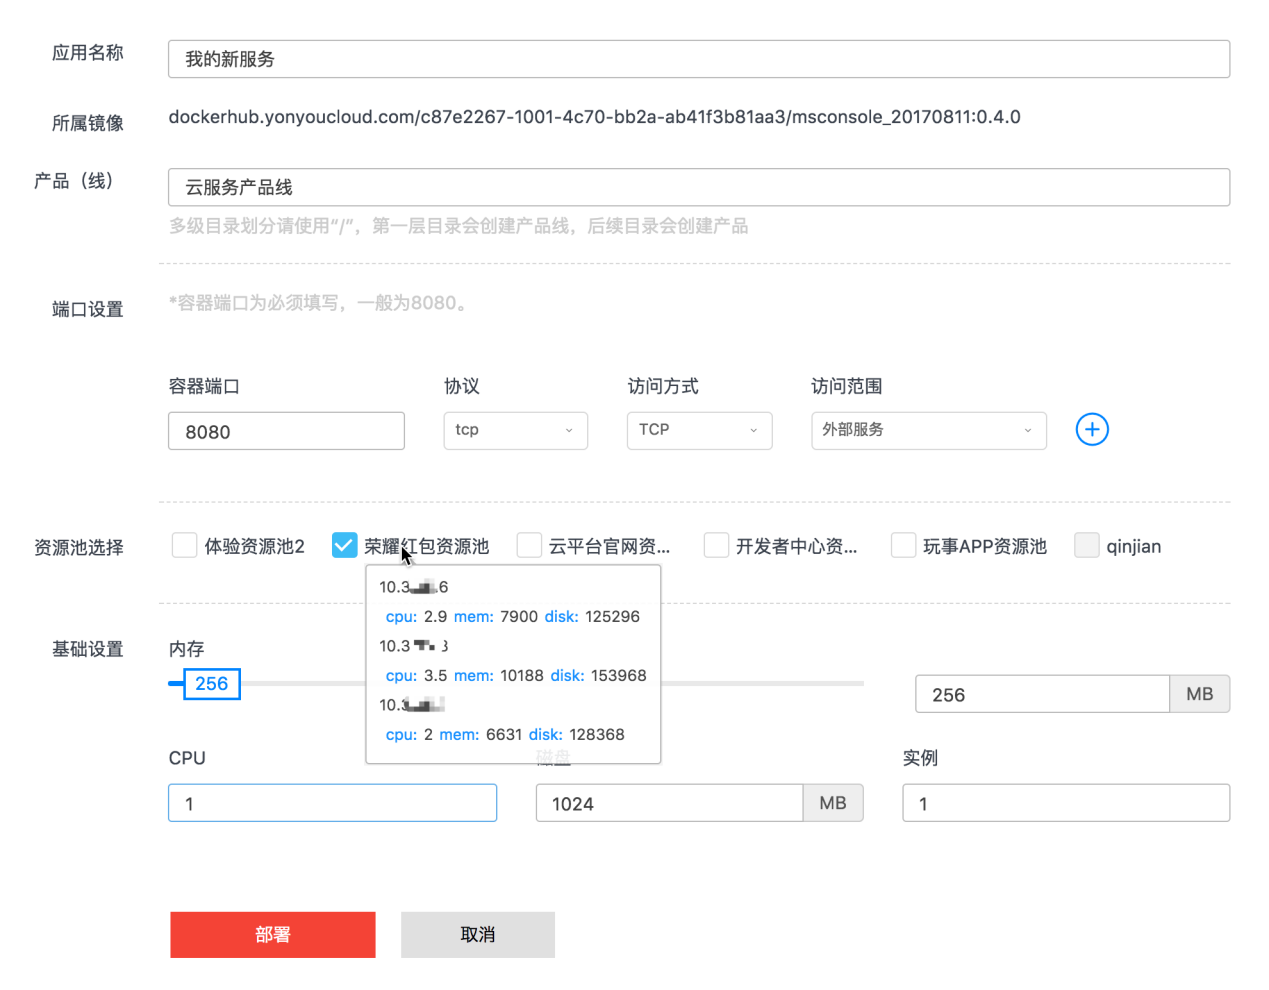 应用名称
我的新服务
所属镜像
dockerhub.yonyoucloud.com/c87e2267-1001-4c70-bb2a-ab41f3b81aa3/msconsole_20170811:0.4.0
产品（线）
云服务产品线
多级目录划分请使用“/”，第一层目录会创建产品线，后续目录会创建产品
端口设置
*容器端口为必须填写，一般为8080。
容器端口 协议 访问方式 访问范围
8080 tcp TCP 外部服务
资源池选择 体验资源池2 荣耀红包资源池 云平台官网资... 开发者中心资... 玩事APP资源池 qinjian
10.3 6
cpu: 2.9 mem: 7900 disk: 125296
10.3
cpu: 3.5 mem: 10188 disk: 153968
10.3
cpu: 2 mem: 6631 disk: 128368
基础设置 内存
256
256 MB
CPU 磁盘 实例
1 1024 MB 1
部署 取消